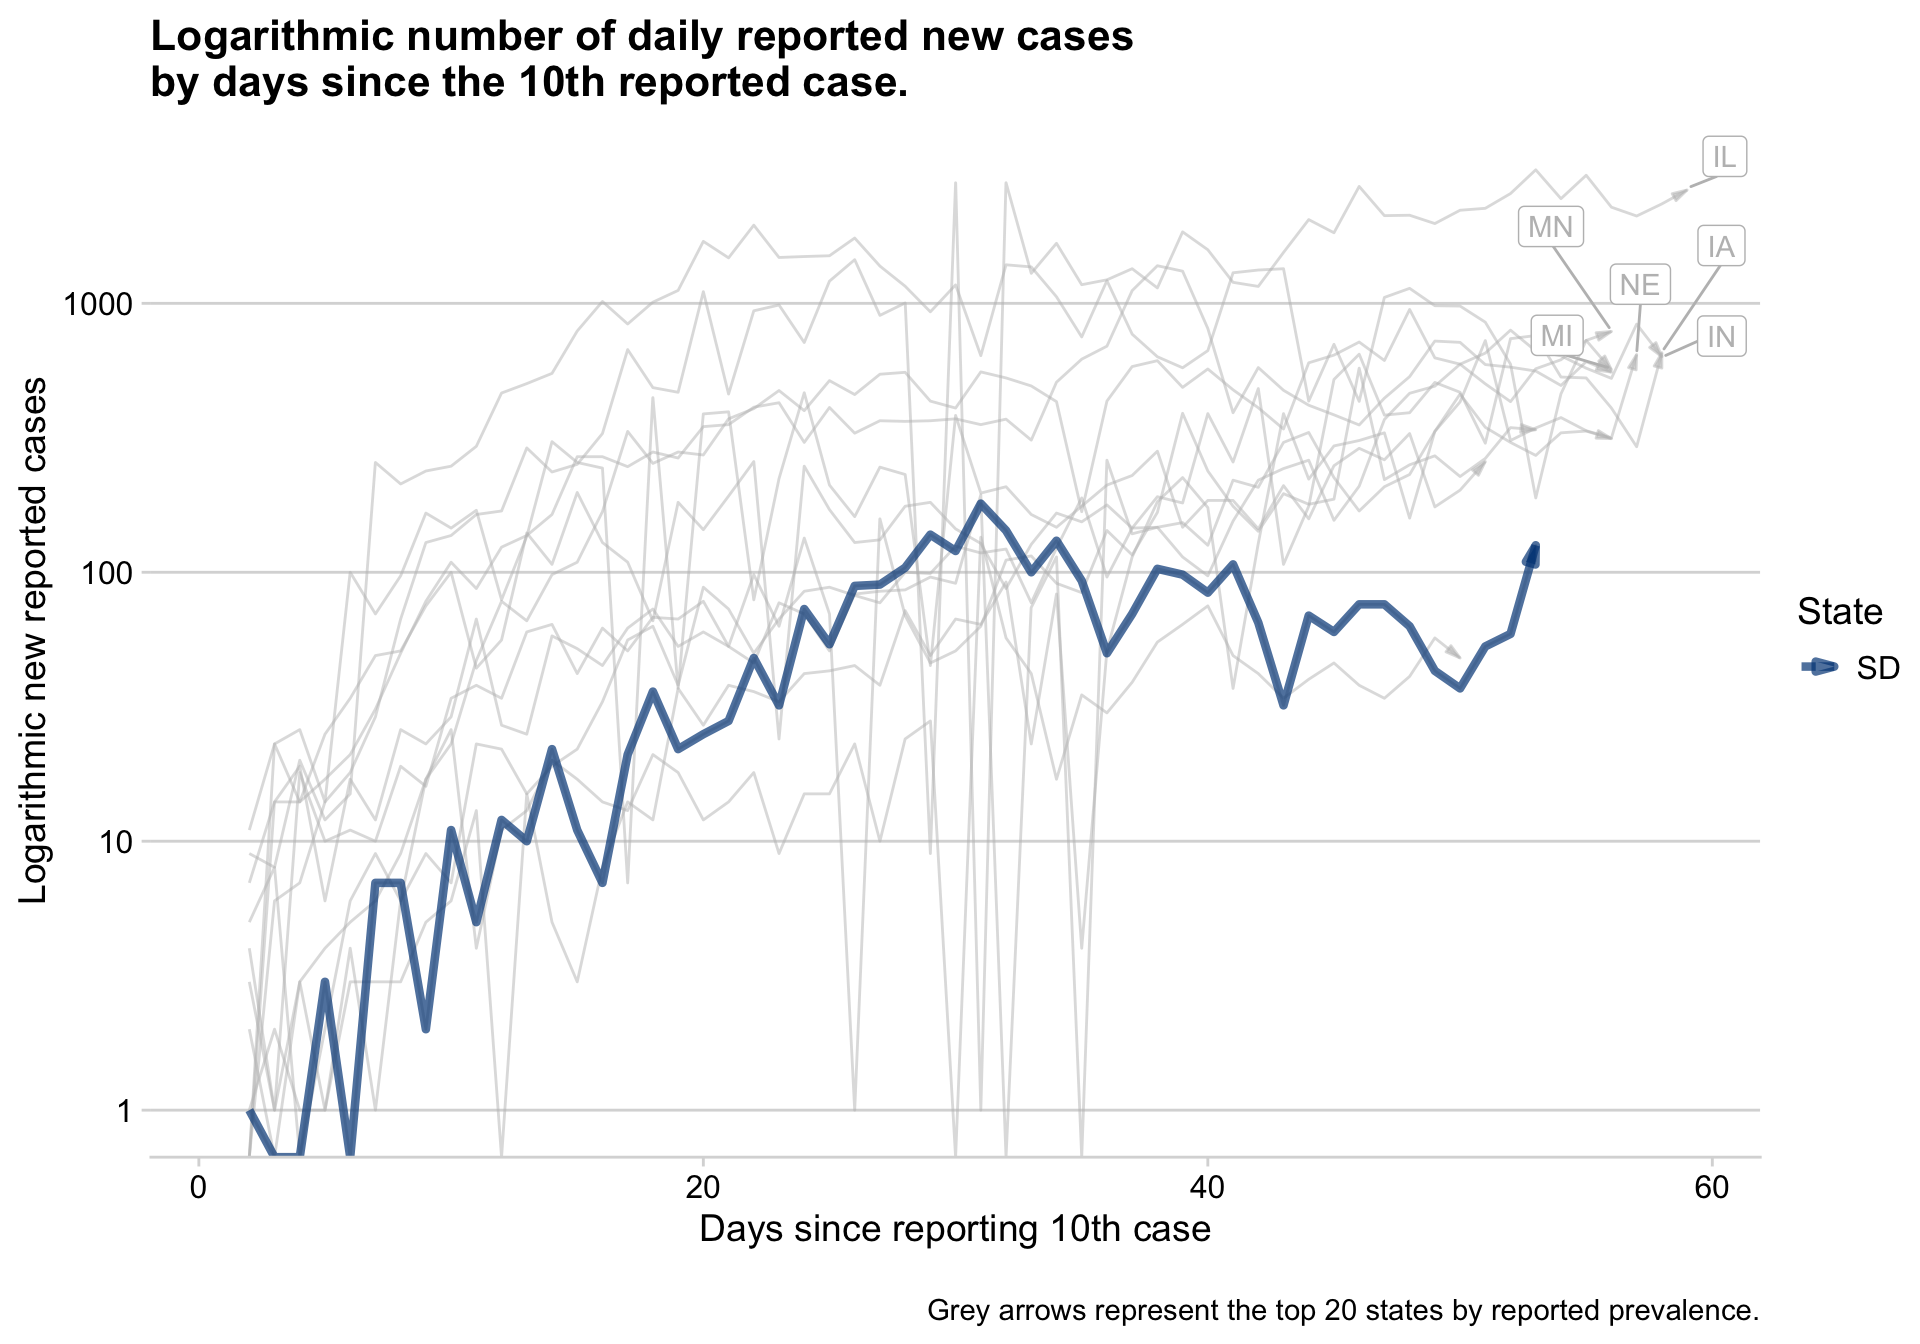 Logarithmic number of daily reported new cases
by days since the 10th reported case.
IL
MN
IA
NE
MI
IN
1000
100
10
1
Logarithmic new reported cases
State
SD
0 20 40 60
Days since reporting 10th case
Grey arrows represent the top 20 states by reported prevalence.